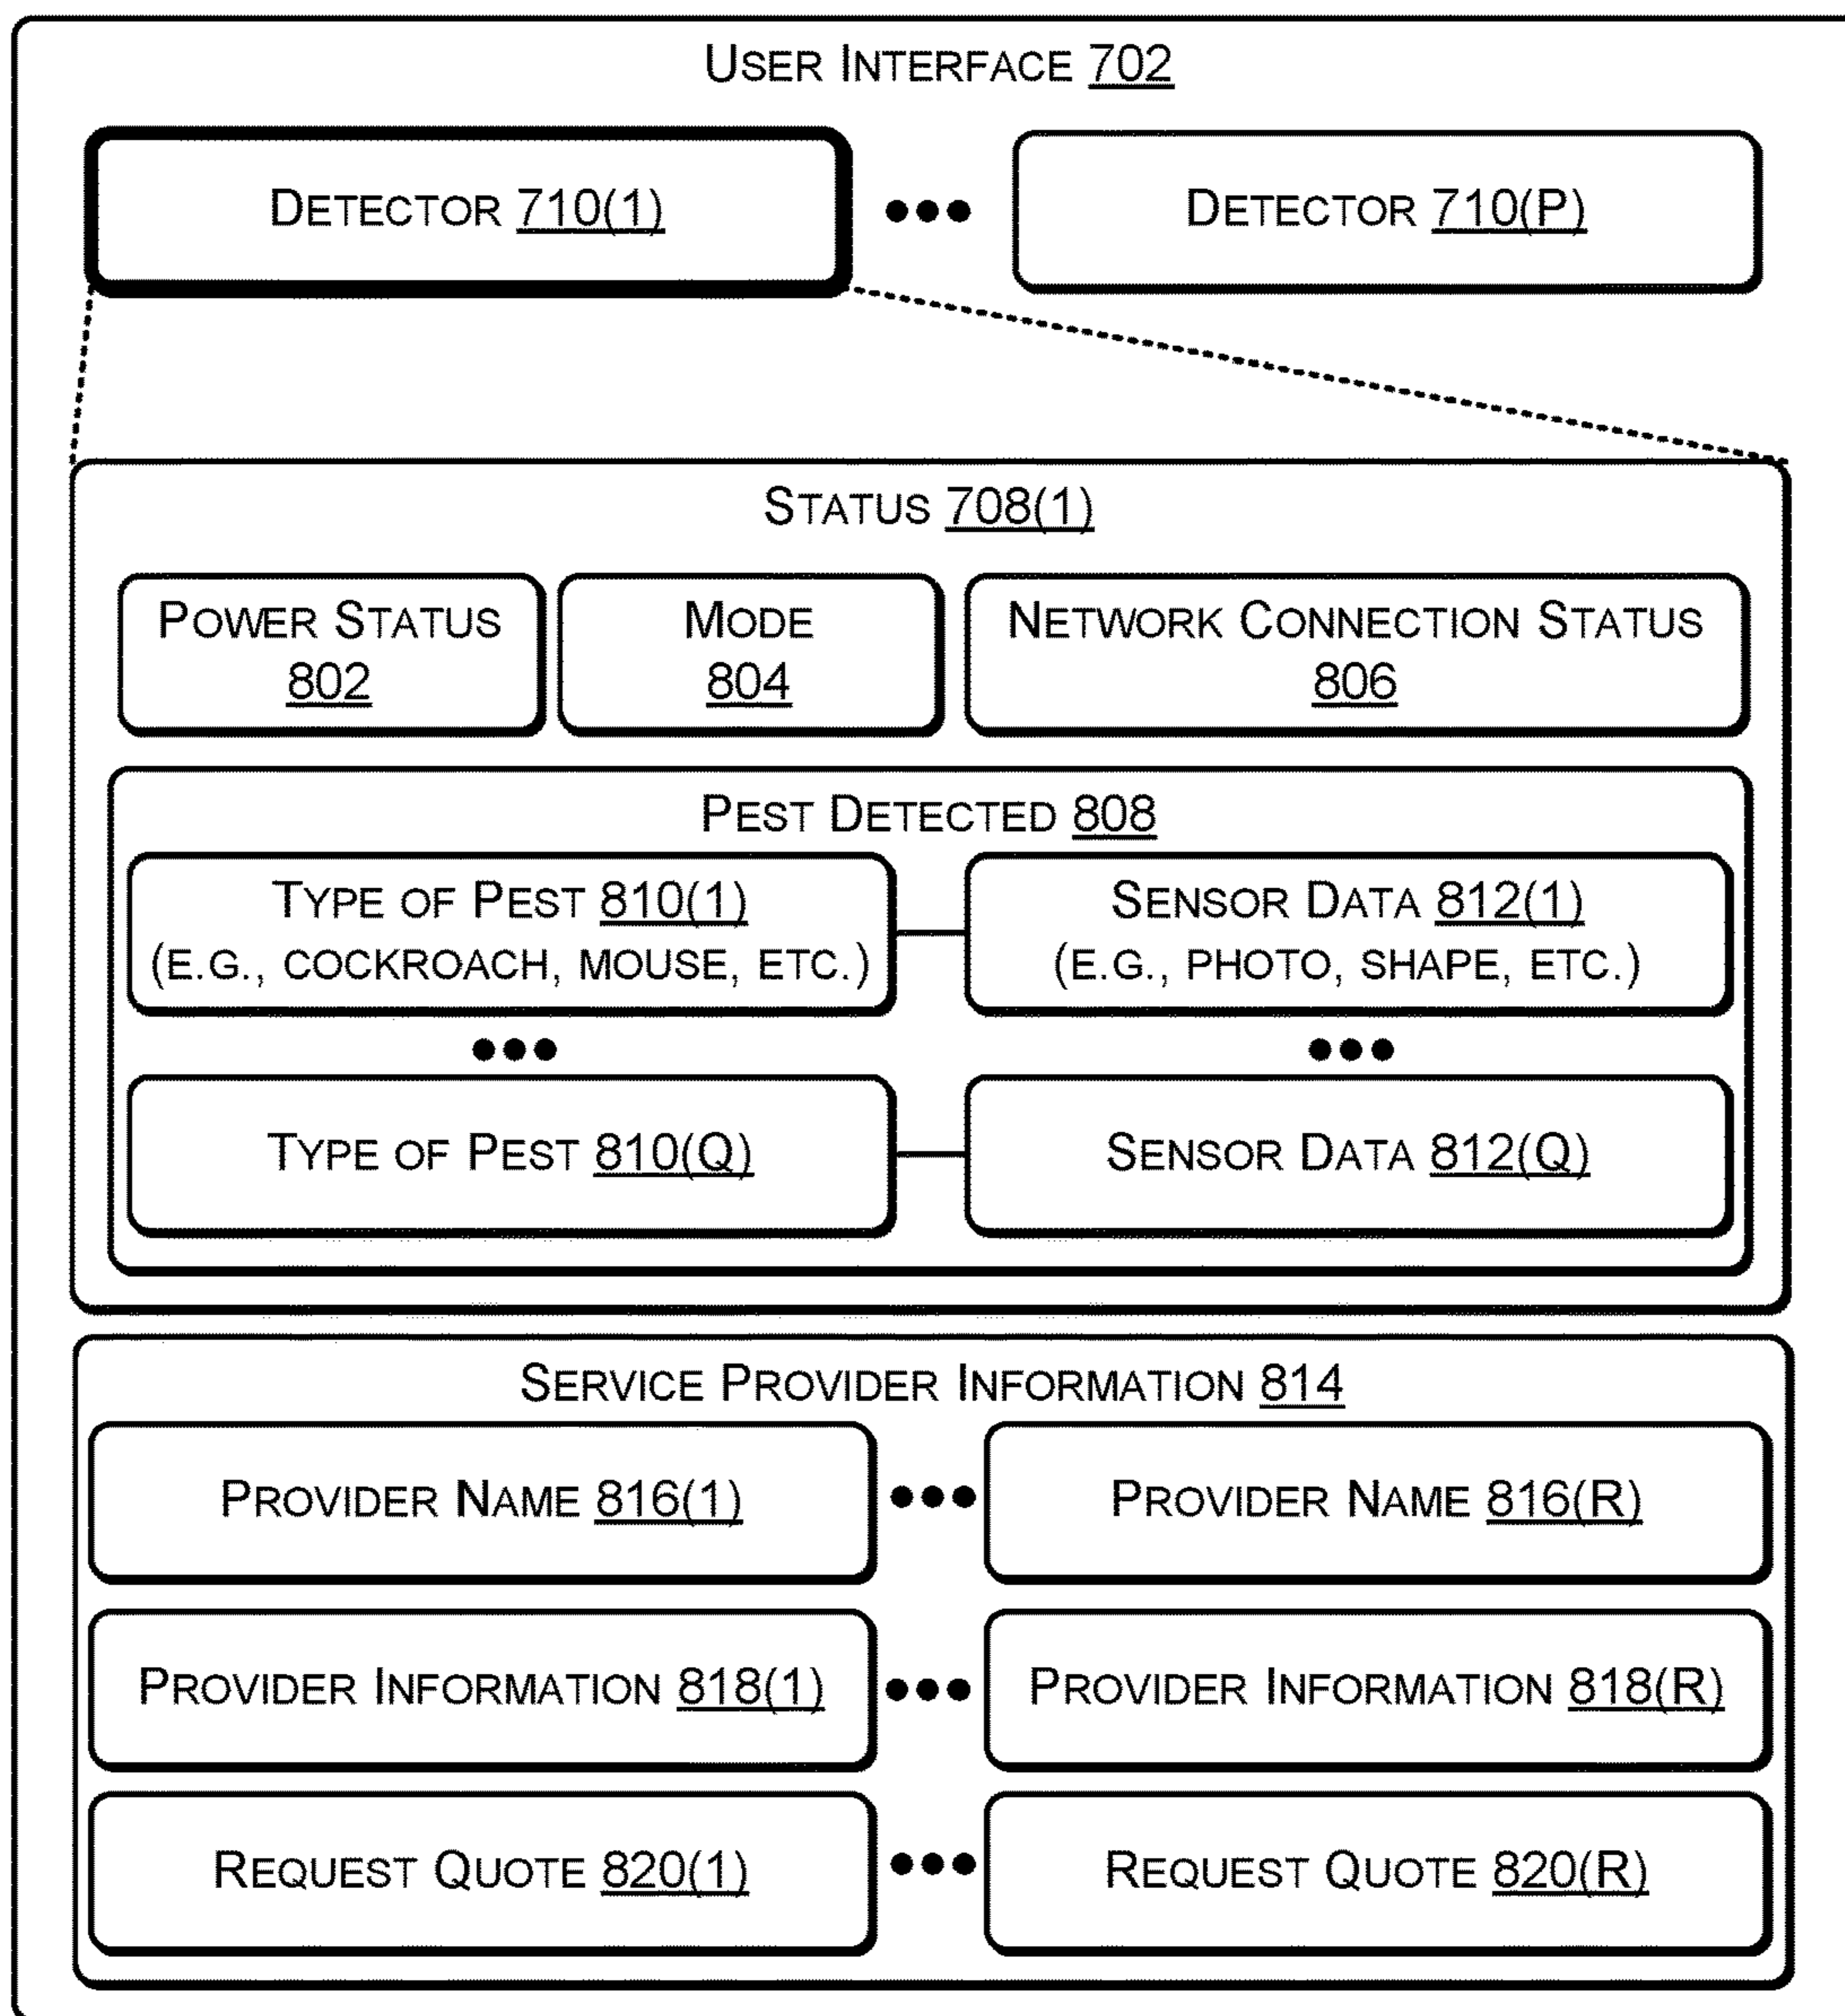 USER INTERFACE 702
DETECTOR 710(1)
DETECTOR 710(P)
STATUS 708(1)
POWER STATUS
802
MODE
804
NETWORK CONNECTION STATUS
806
PEST DETECTED 808
TYPE OF PEST 810(1)
(E.G., COCKROACH, MOUSE, ETC.)
SENSOR DATA 812(1)
(E.G., PHOTO, SHAPE, ETC.)
TYPE OF PEST 810(Q)
SENSOR DATA 812(Q)
SERVICE PROVIDER INFORMATION 814
PROVIDER NAME 816(1)
PROVIDER NAME 816(R)
PROVIDER INFORMATION 818(1)
PROVIDER INFORMATION 818(R)
REQUEST QUOTE 820(1)
REQUEST QUOTE 820(R)